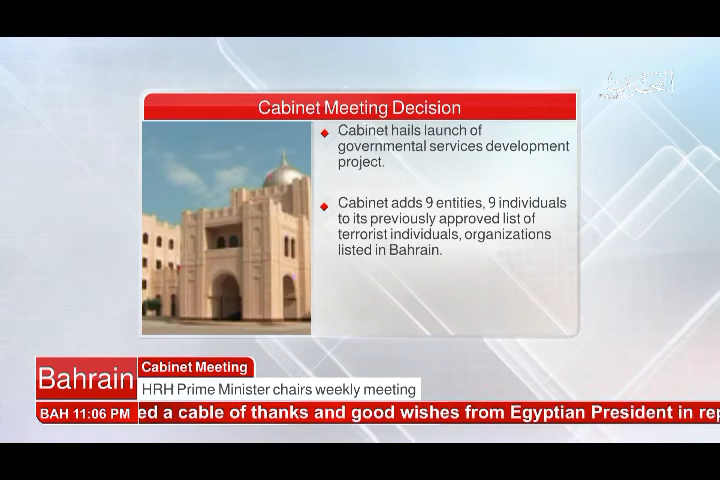 Cabinet Meeting Decision
Cabinet hails launch of
governmental services development
project.
Cabinet adds 9 entities, 9 individuals
to its previously approved list of
terrorist individuals, organizations
listed in Bahrain.
Cabinet Meeting
Bahrain
HRH Prime Minister chairs weekly meeting
BAH 11:06 PM
ed a cable of thanks and good wishes from Egyptian President in rep